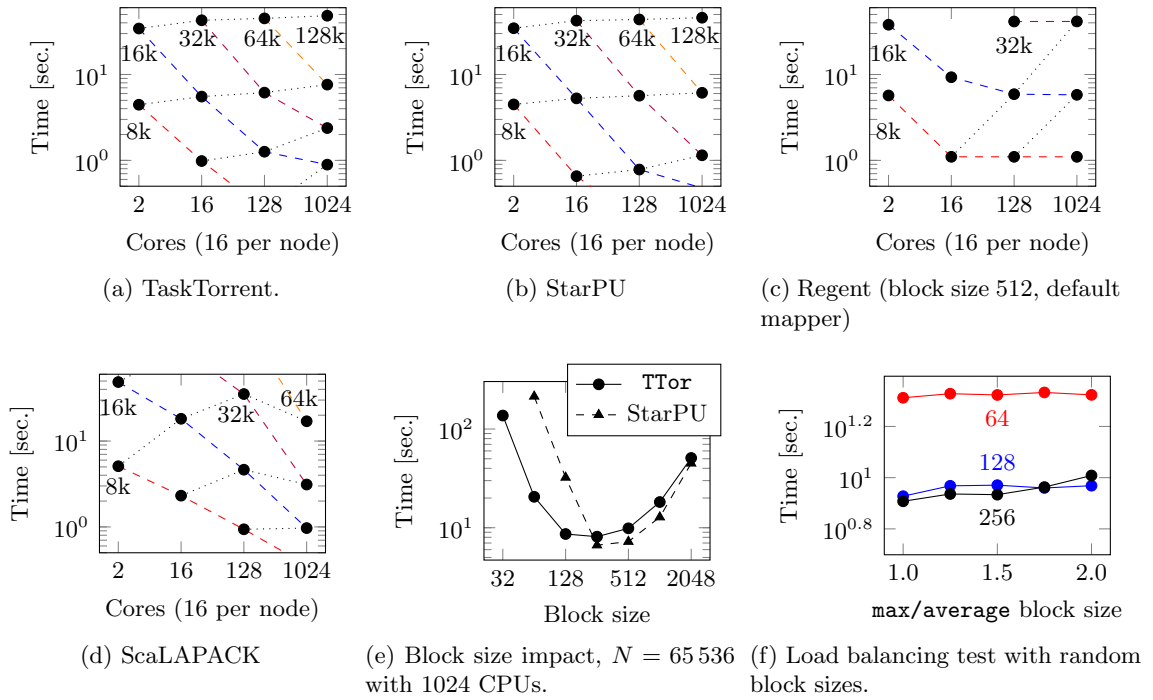 Time [sec.]
10^1
10^0
16k
32k
64k
128k
8k
2 16 128 1024
Cores (16 per node)
(a) TaskTorrent.
Time [sec.]
10^1
10^0
16k
32k
64k
128k
8k
2 16 128 1024
Cores (16 per node)
(b) StarPU
Time [sec.]
10^1
10^0
16k
32k
8k
2 16 128 1024
Cores (16 per node)
(c) Regent (block size 512, default
mapper)
Time [sec.]
10^1
10^0
16k
32k
64k
8k
2 16 128 1024
Cores (16 per node)
(d) ScaLAPACK
TTor
StarPU
Time [sec.]
10^2
10^1
32 128 512 2048
Block size
(e) Block size impact, N = 65 536
with 1024 CPUs.
Time [sec.]
10^1.2
10^1
10^0.8
64
128
256
1.0 1.5 2.0
max/average block size
(f) Load balancing test with random
block sizes.